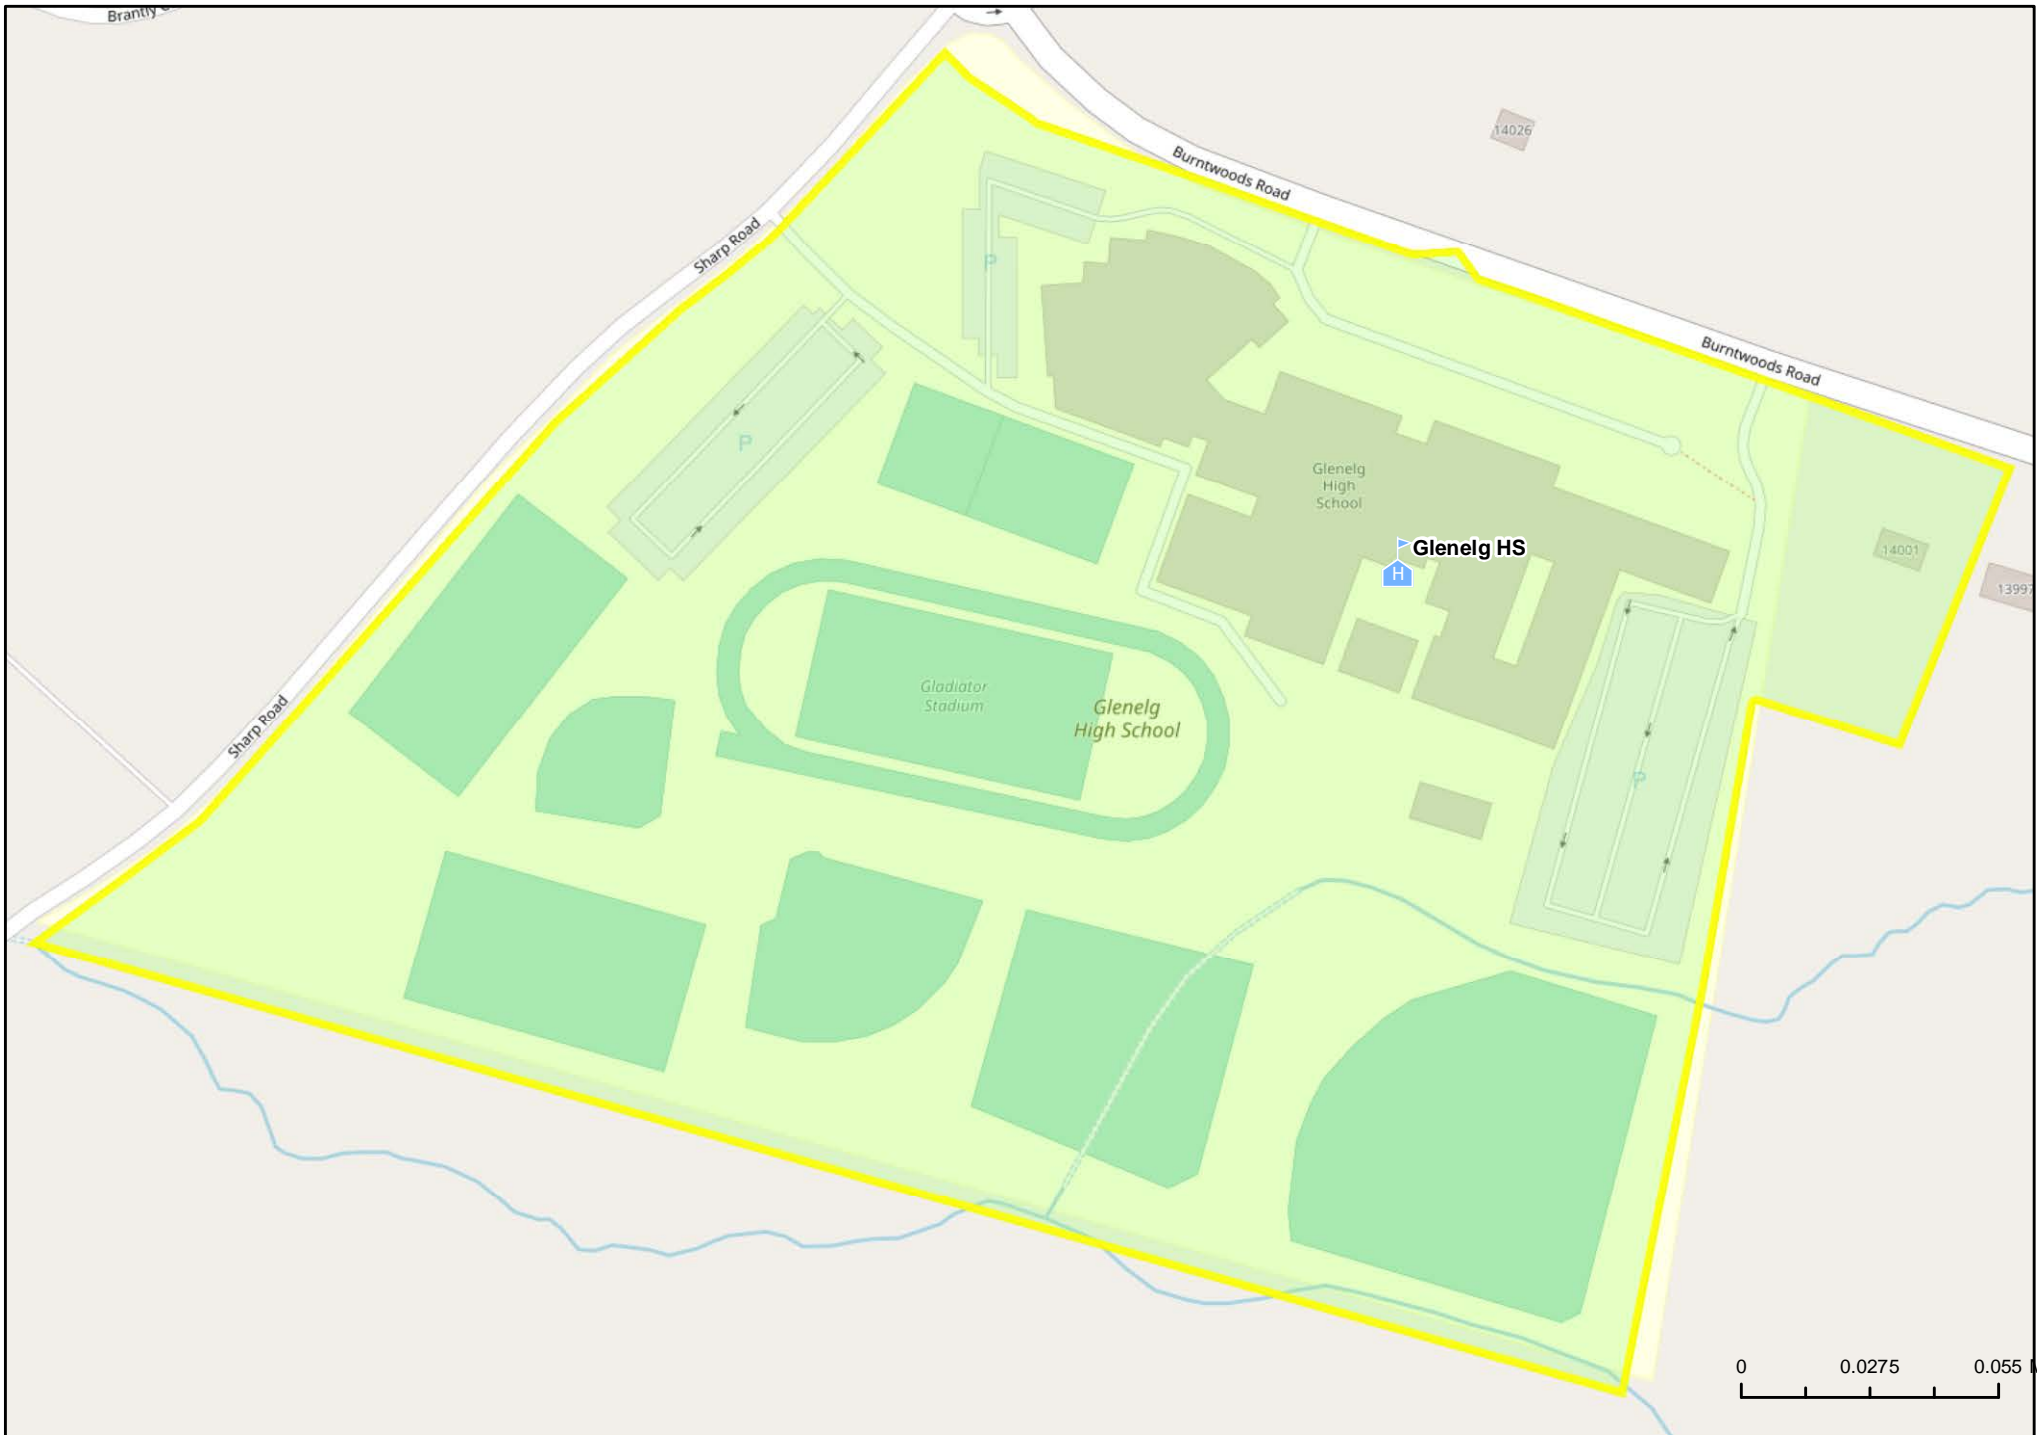 Brantly
14026
Burntwoods Road
Sharp Road
P
Burntwoods Road
P
Glenelg
High
School
Glenelg HS
H
14001
13997
Gladiator
Stadium
Glenelg
High School
Sharp Road
P
0 0.0275 0.055